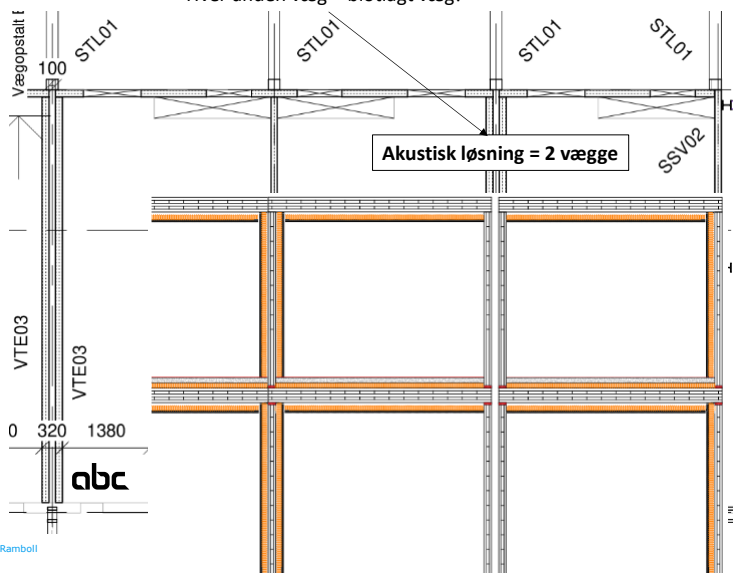 Vægopstalt
STL01
STL01
STL01
STL01
100
Akustisk løsning = 2 vægge
SSV02
VTE03
VTE03
0 320 1380
abc
Ramboll